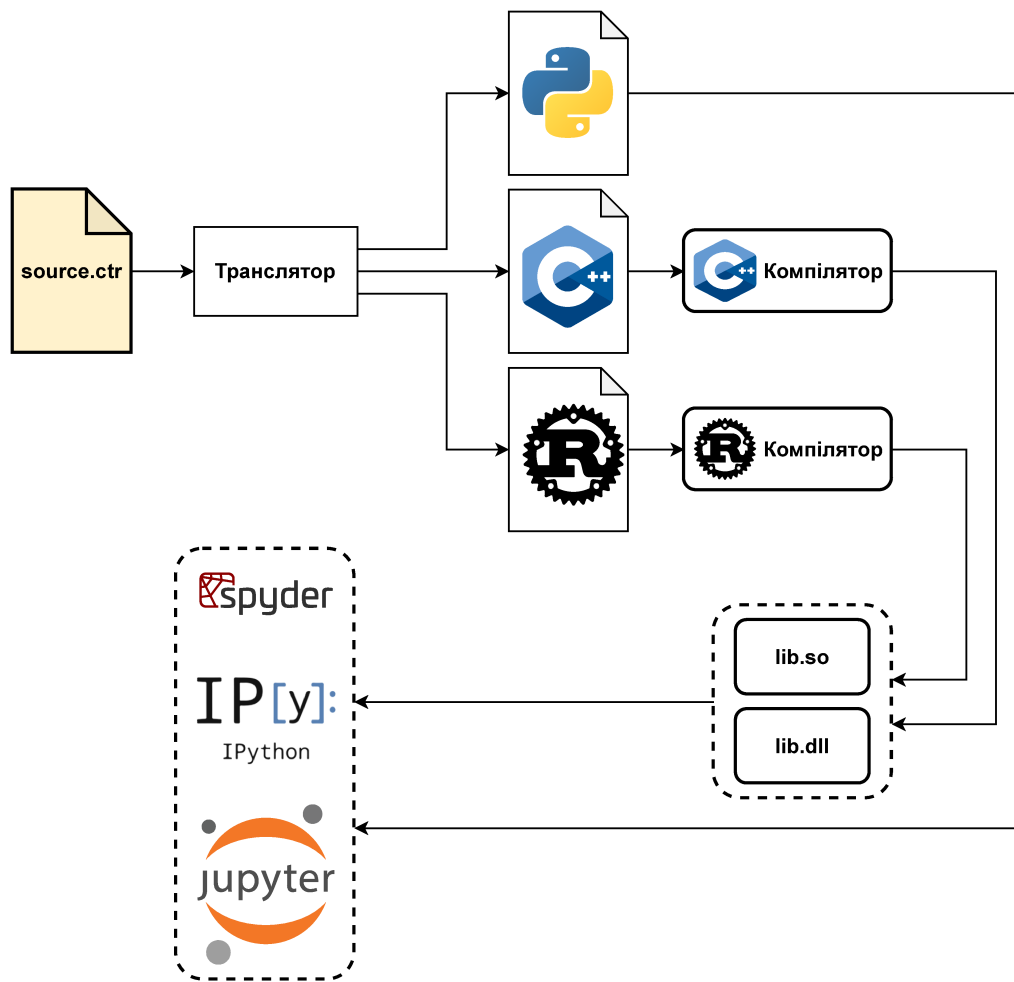 source.ctr
Транслятор
C++
C++ Компілятор
R
R Компілятор
spyder
IP[y]:
IPython
jupyter
lib.so
lib.dll